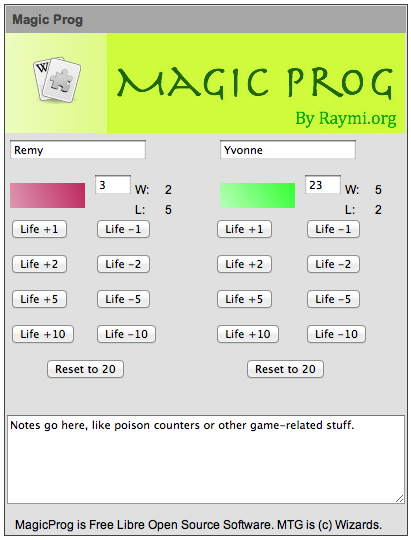 Magic Prog
W
MAGIC PROG
By Raymi.org
Remy Yvonne
3 W: 2 23 W: 5
L: 5 L: 2
Life +1 Life -1 Life +1 Life -1
Life +2 Life -2 Life +2 Life -2
Life +5 Life -5 Life +5 Life -5
Life +10 Life -10 Life +10 Life -10
Reset to 20 Reset to 20
Notes go here, like poison counters or other game-related stuff.
MagicProg is Free Libre Open Source Software. MTG is (c) Wizards.